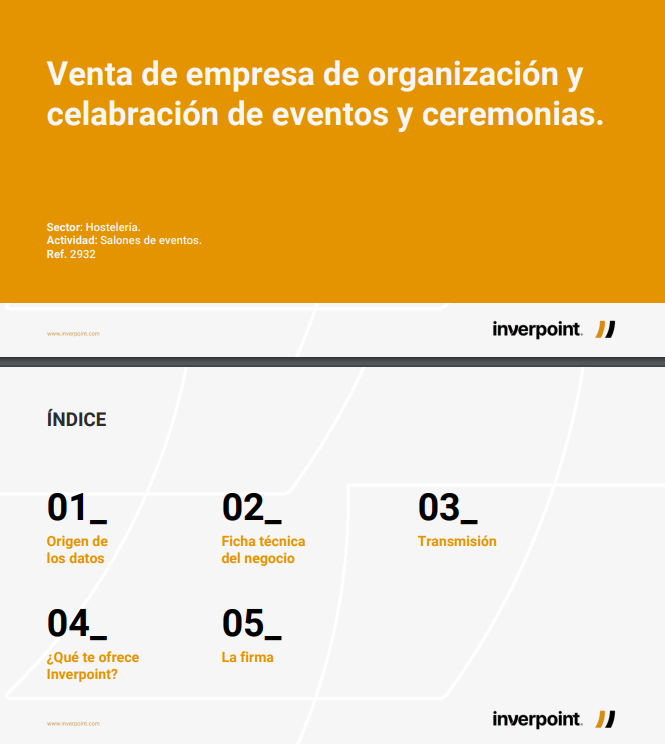 Venta de empresa de organización y
celabración de eventos y ceremonias.
Sector: Hostelería.
Actividad: Salones de eventos.
Ref. 2932
www.inverpoint.com
inverpoint.
ÍNDICE
01_
Origen de
los datos
02_
Ficha técnica
del negocio
03_
Transmisión
04_
¿Qué te ofrece
Inverpoint?
05_
La firma
www.inverpoint.com
inverpoint.